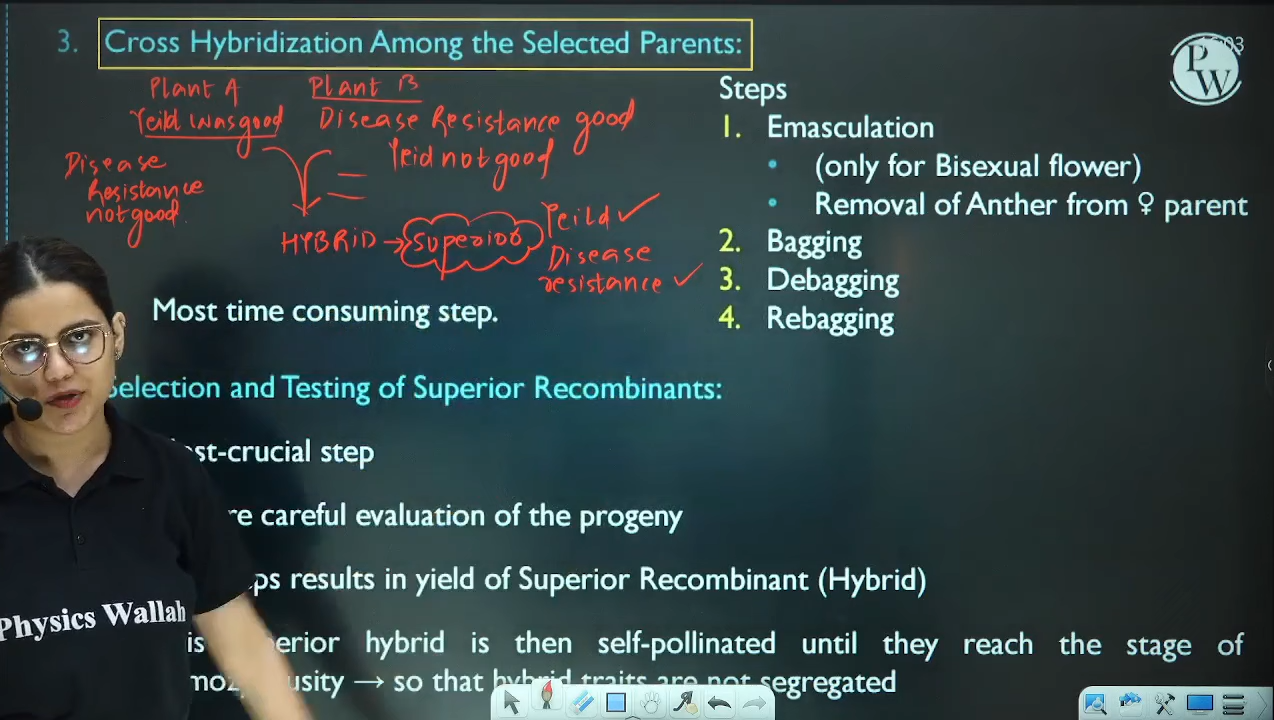 3. Cross Hybridization Among the Selected Parents:
Plant A
Yeild was good
Disease
Resistance
not good.
Plant B
Disease Resistance good
Yeid not good
HYBRID → Superior
Yeild ✓
Disease
resistance ✓
Most time consuming step.
Steps
1. Emasculation
• (only for Bisexual flower)
• Removal of Anther from ♀ parent
2. Bagging
3. Debagging
4. Rebagging
PW
03
Selection and Testing of Superior Recombinants:
crucial step
careful evaluation of the progeny
results in yield of Superior Recombinant (Hybrid)
hybrid is then self-pollinated until they reach the stage of
→ so that hybrid traits are not segregated
Physics Wallah